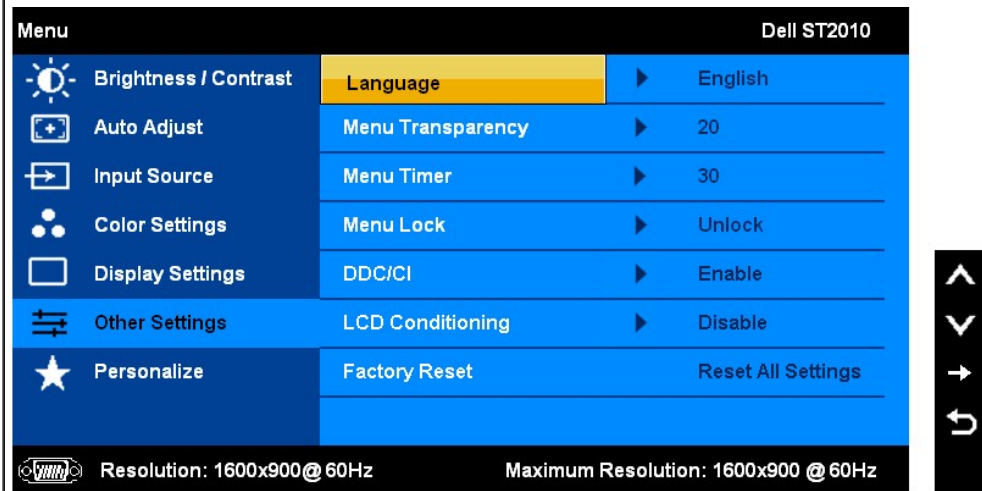 Menu Dell ST2010
Brightness / Contrast Language English
Auto Adjust Menu Transparency 20
Input Source Menu Timer 30
Color Settings Menu Lock Unlock
Display Settings DDC/CI Enable
Other Settings LCD Conditioning Disable
Personalize Factory Reset Reset All Settings
Resolution: 1600x900@ 60Hz Maximum Resolution: 1600x900 @ 60Hz